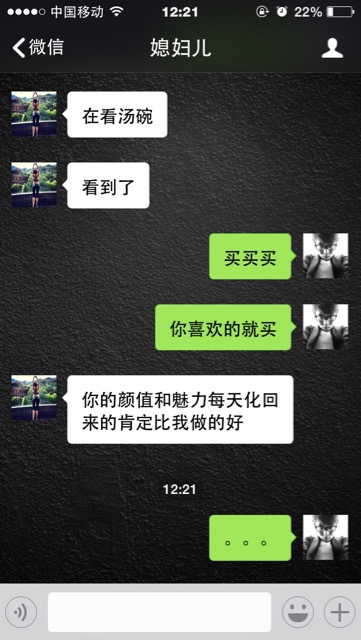 中国移动 12:21 22%
微信 媳妇儿
在看汤碗
看到了
买买买
你喜欢的就买
你的颜值和魅力每天化回
来的肯定比我做的好
12:21
。。。